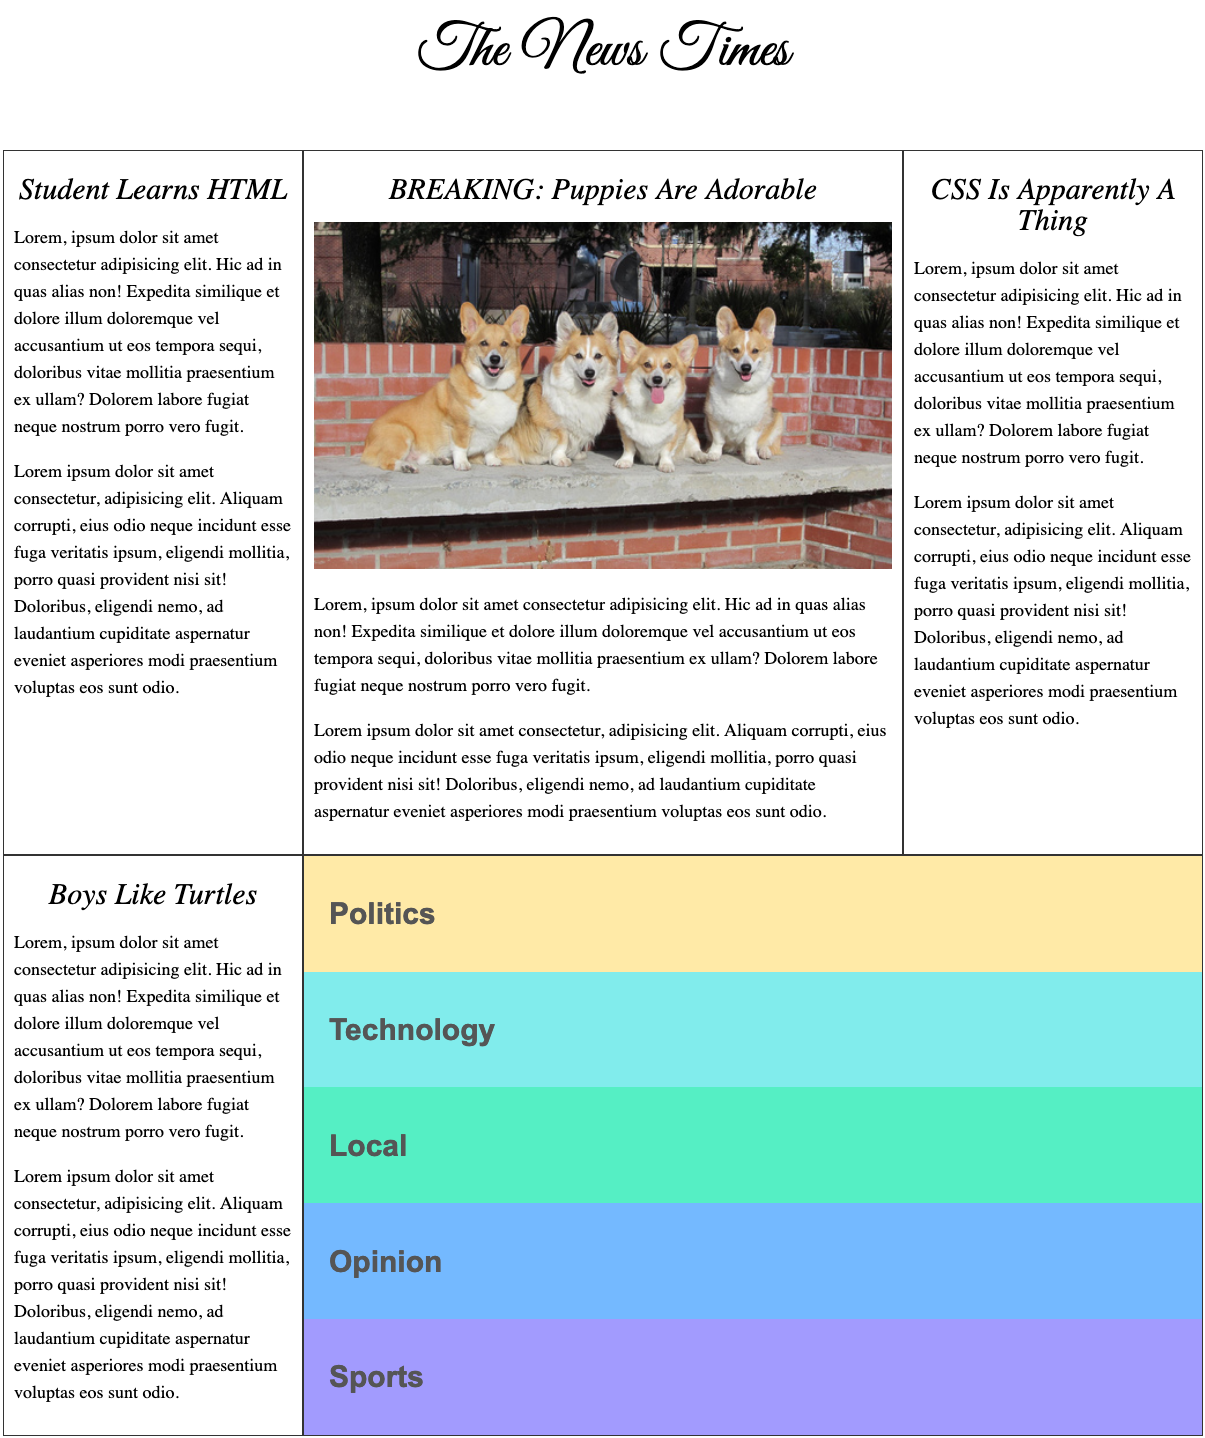 The News Times
Student Learns HTML
Lorem, ipsum dolor sit amet
consectetur adipisicing elit. Hic ad in
quas alias non! Expedita similique et
dolore illum doloremque vel
accusantium ut eos tempora sequi,
doloribus vitae mollitia praesentium
ex ullam? Dolorem labore fugiat
neque nostrum porro vero fugit.
Lorem ipsum dolor sit amet
consectetur, adipisicing elit. Aliquam
corrupti, eius odio neque incidunt esse
fuga veritatis ipsum, eligendi mollitia,
porro quasi provident nisi sit!
Doloribus, eligendi nemo, ad
laudantium cupiditate aspernatur
eveniet asperiores modi praesentium
voluptas eos sunt odio.
BREAKING: Puppies Are Adorable
Lorem, ipsum dolor sit amet consectetur adipisicing elit. Hic ad in quas alias
non! Expedita similique et dolore illum doloremque vel accusantium ut eos
tempora sequi, doloribus vitae mollitia praesentium ex ullam? Dolorem labore
fugiat neque nostrum porro vero fugit.
Lorem ipsum dolor sit amet consectetur, adipisicing elit. Aliquam corrupti, eius
odio neque incidunt esse fuga veritatis ipsum, eligendi mollitia, porro quasi
provident nisi sit! Doloribus, eligendi nemo, ad laudantium cupiditate
aspernatur eveniet asperiores modi praesentium voluptas eos sunt odio.
CSS Is Apparently A
Thing
Lorem, ipsum dolor sit amet
consectetur adipisicing elit. Hic ad in
quas alias non! Expedita similique et
dolore illum doloremque vel
accusantium ut eos tempora sequi,
doloribus vitae mollitia praesentium
ex ullam? Dolorem labore fugiat
neque nostrum porro vero fugit.
Lorem ipsum dolor sit amet
consectetur, adipisicing elit. Aliquam
corrupti, eius odio neque incidunt esse
fuga veritatis ipsum, eligendi mollitia,
porro quasi provident nisi sit!
Doloribus, eligendi nemo, ad
laudantium cupiditate aspernatur
eveniet asperiores modi praesentium
voluptas eos sunt odio.
Boys Like Turtles
Lorem, ipsum dolor sit amet
consectetur adipisicing elit. Hic ad in
quas alias non! Expedita similique et
dolore illum doloremque vel
accusantium ut eos tempora sequi,
doloribus vitae mollitia praesentium
ex ullam? Dolorem labore fugiat
neque nostrum porro vero fugit.
Lorem ipsum dolor sit amet
consectetur, adipisicing elit. Aliquam
corrupti, eius odio neque incidunt esse
fuga veritatis ipsum, eligendi mollitia,
porro quasi provident nisi sit!
Doloribus, eligendi nemo, ad
laudantium cupiditate aspernatur
eveniet asperiores modi praesentium
voluptas eos sunt odio.
Politics
Technology
Local
Opinion
Sports